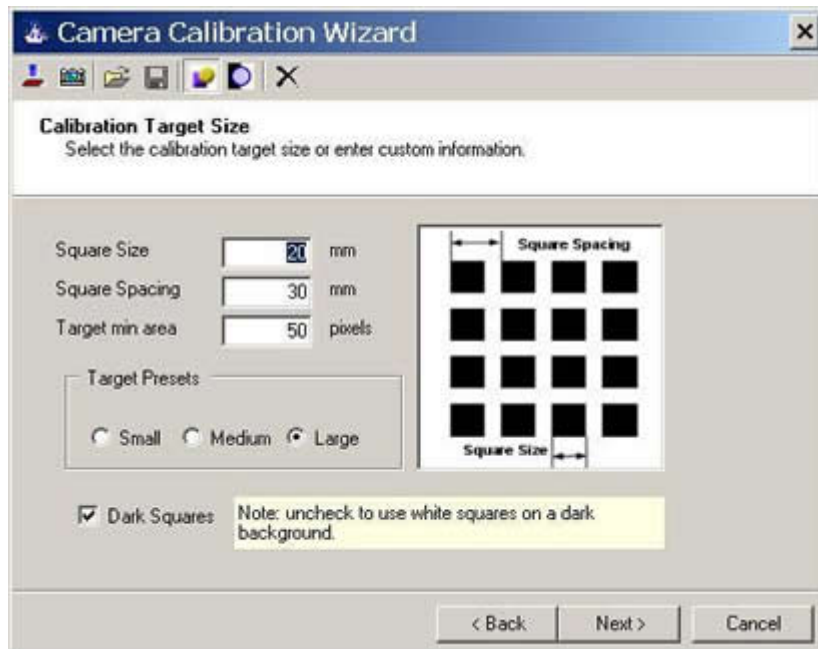 Camera Calibration Wizard
Calibration Target Size
Select the calibration target size or enter custom information.
Square Size 20 mm
Square Spacing 30 mm
Target min area 50 pixels
Square Spacing
Square Size
Target Presets
Small Medium Large
Dark Squares
Note: uncheck to use white squares on a dark
background.
< Back Next > Cancel